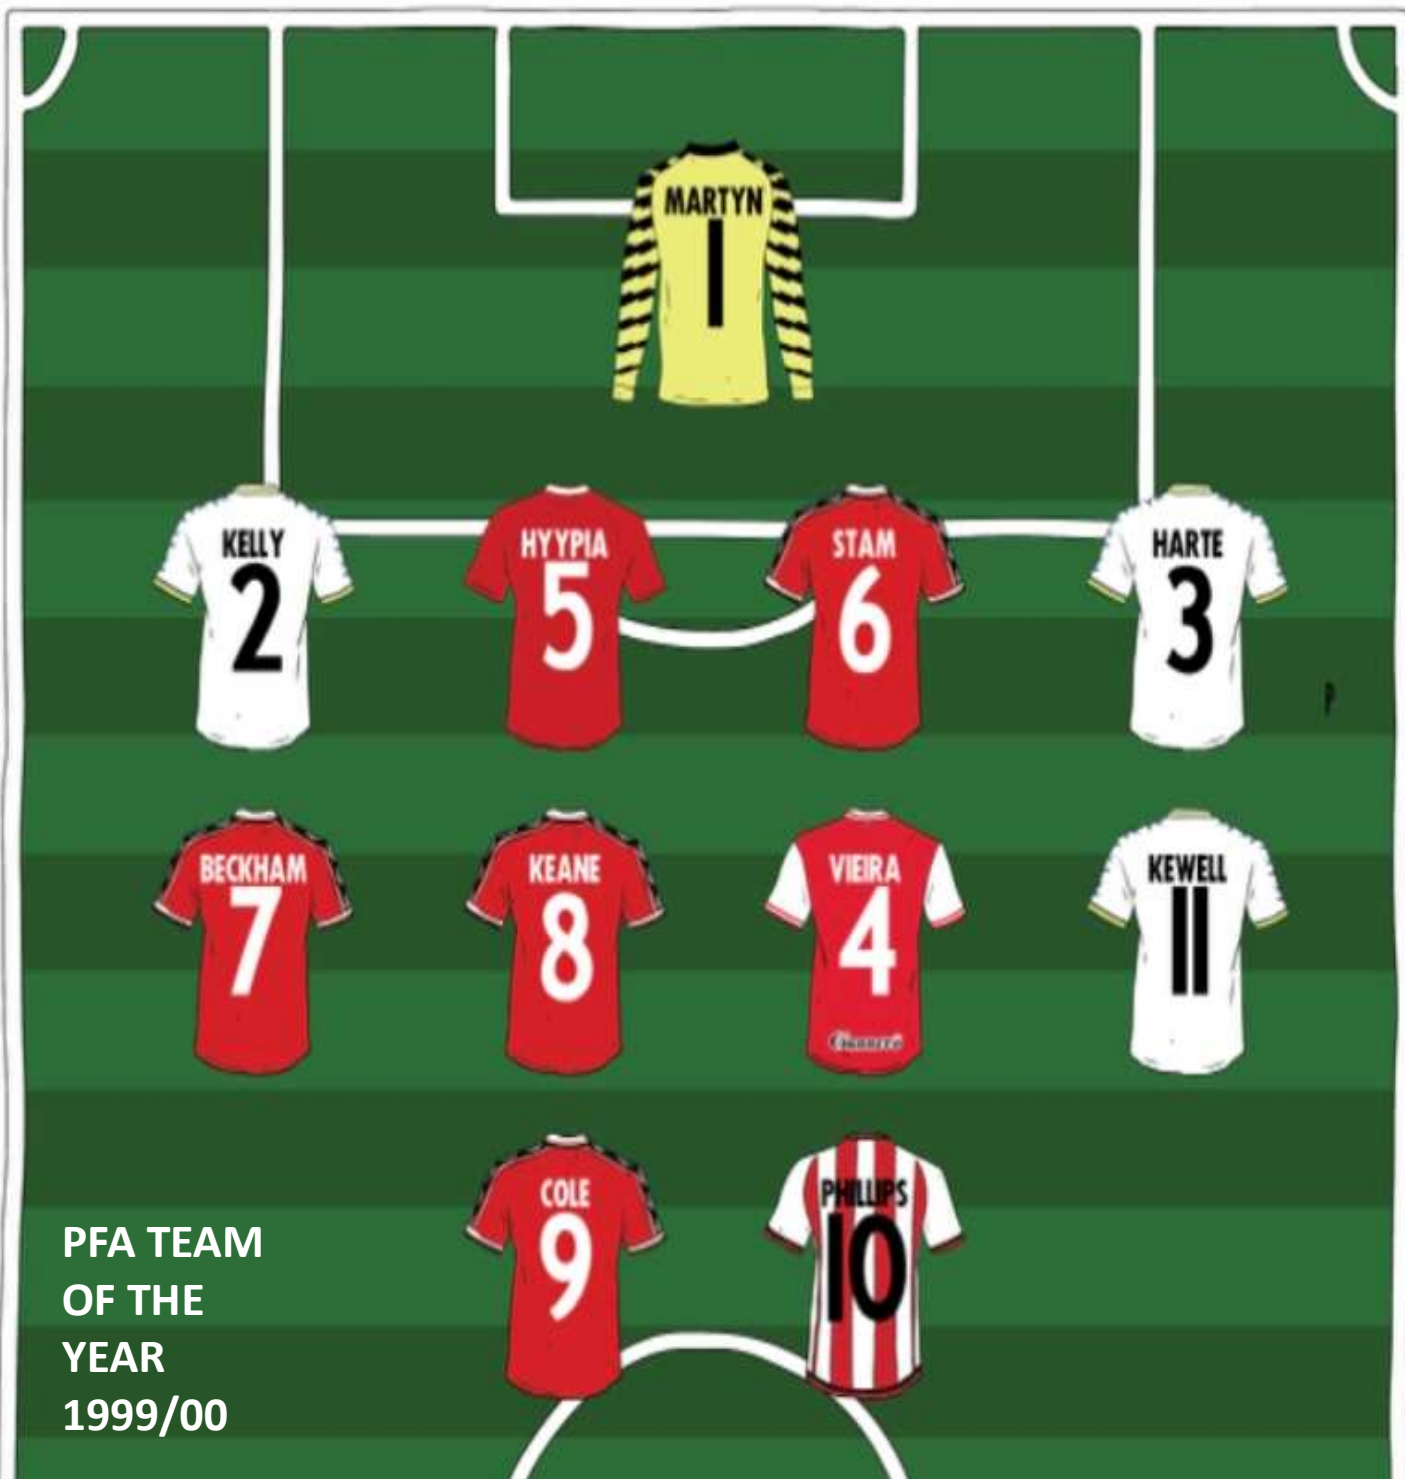 MARTYN
1
KELLY
2
HYYPIA
5
STAM
6
HARTE
3
P
BECKHAM
7
KEANE
8
VIEIRA
4
KEWELL
11
COLE
9
PHILLIPS
10
PFA TEAM
OF THE
YEAR
1999/00